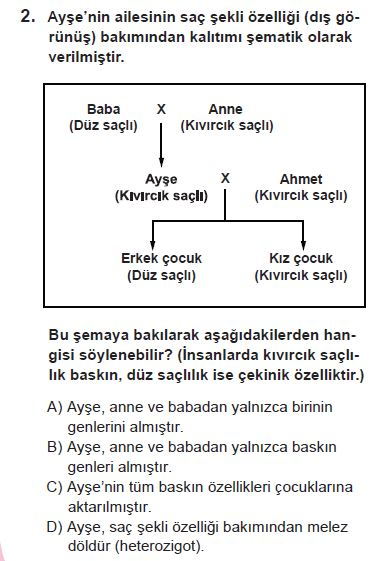 2. Ayşe'nin ailesinin saç şekli özelliği (dış gö-
rünüş) bakımından kalıtımı şematik olarak
verilmiştir.
Baba X Anne
(Düz saçlı) (Kıvırcık saçlı)
Ayşe X Ahmet
(Kıvırcık saçlı) (Kıvırcık saçlı)
Erkek çocuk Kız çocuk
(Düz saçlı) (Kıvırcık saçlı)
Bu şemaya bakılarak aşağıdakilerden han-
gisi söylenebilir? (İnsanlarda kıvırcık saçlı-
lık baskın, düz saçlılık ise çekinik özelliktir.)
A) Ayşe, anne ve babadan yalnızca birinin
genlerini almıştır.
B) Ayşe, anne ve babadan yalnızca baskın
genleri almıştır.
C) Ayşe'nin tüm baskın özellikleri çocuklarına
aktarılmıştır.
D) Ayşe, saç şekli özelliği bakımından melez
döldür (heterozigot).